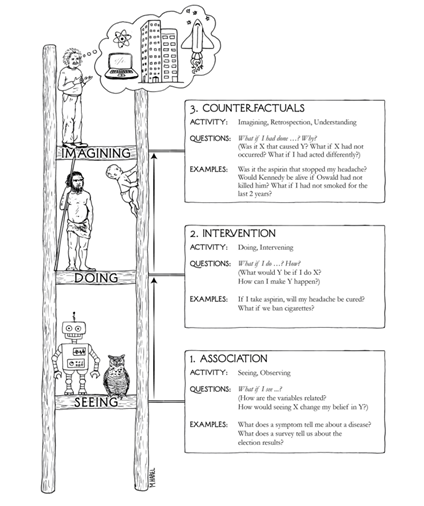 3. COUNTERFACTUALS
ACTIVITY: Imagining, Retrospection, Understanding
QUESTIONS: What if I had done …? Why?
(Was it X that caused Y? What if X had not
occurred? What if I had acted differently?)
EXAMPLES: Was it the aspirin that stopped my headache?
Would Kennedy be alive if Oswald had not
killed him? What if I had not smoked for the
last 2 years?
IMAGINING
2. INTERVENTION
ACTIVITY: Doing, Intervening
QUESTIONS: What if I do …? How?
(What would Y be if I do X?
How can I make Y happen?)
EXAMPLES: If I take aspirin, will my headache be cured?
What if we ban cigarettes?
DOING
1. ASSOCIATION
ACTIVITY: Seeing, Observing
QUESTIONS: What if I see ...?
(How are the variables related?
How would seeing X change my belief in Y?)
EXAMPLES: What does a symptom tell me about a disease?
What does a survey tell us about the
election results?
SEEING